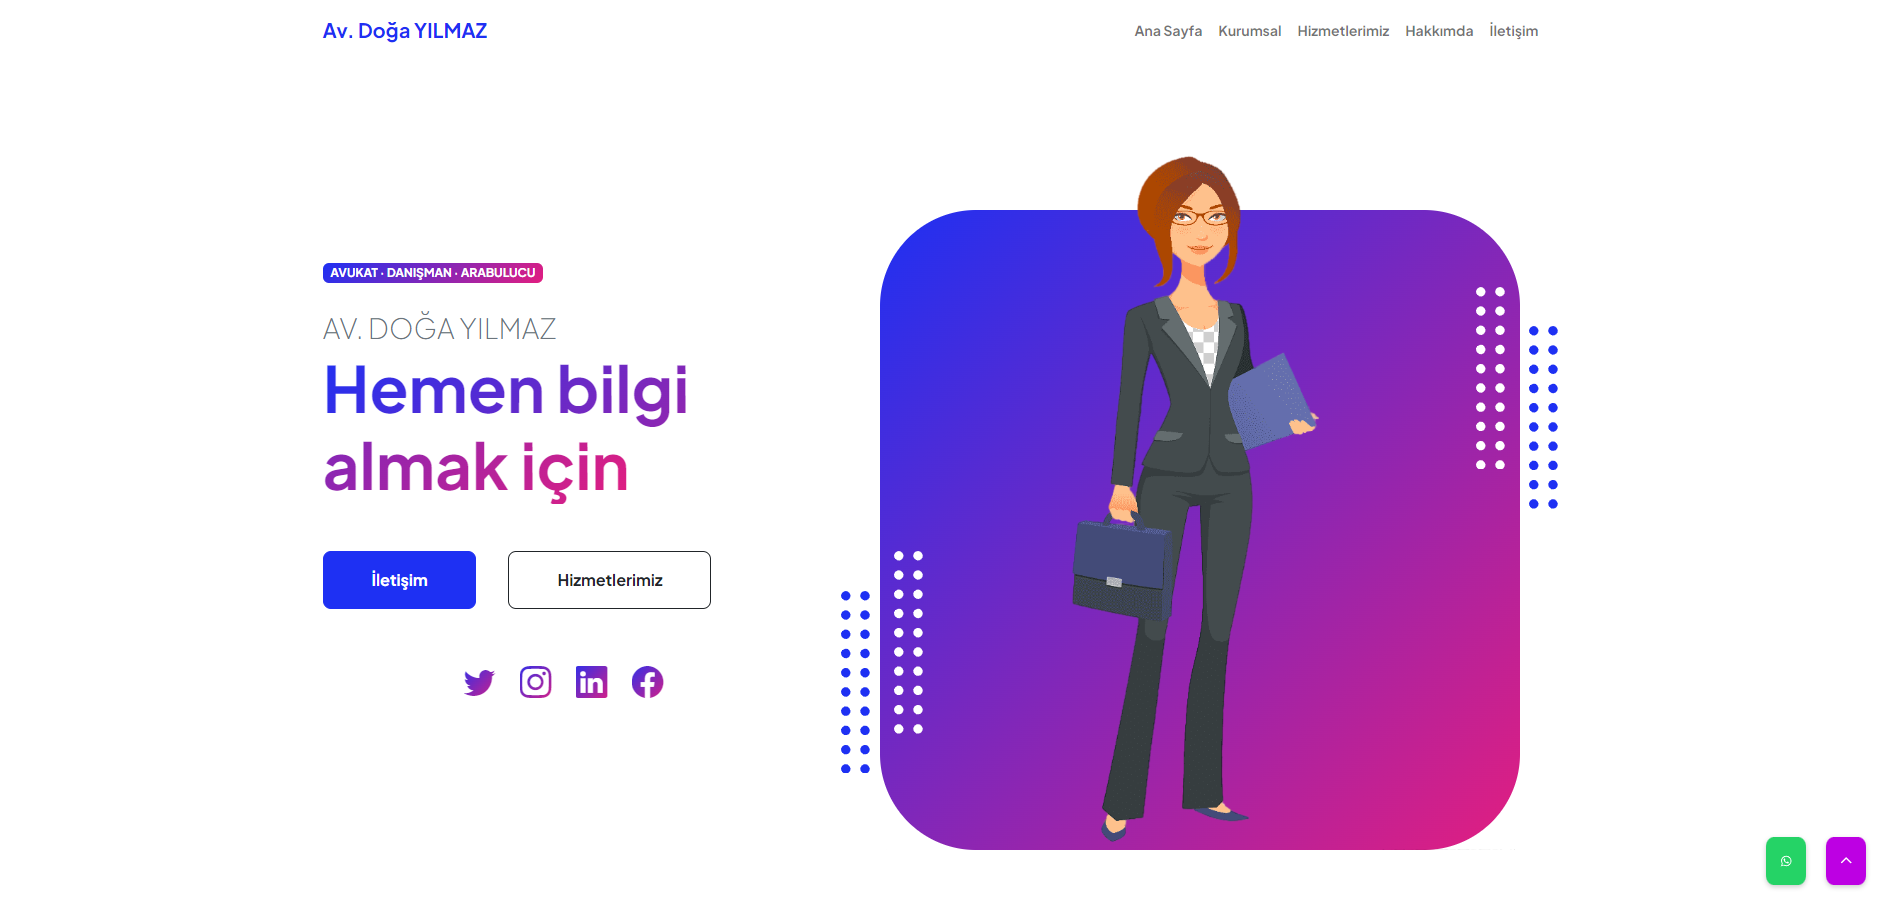 Av. Doğa YILMAZ
Ana Sayfa Kurumsal Hizmetlerimiz Hakkımda İletişim
AVUKAT · DANIŞMAN · ARABULUCU
AV. DOĞA YILMAZ
Hemen bilgi
almak için
İletişim Hizmetlerimiz